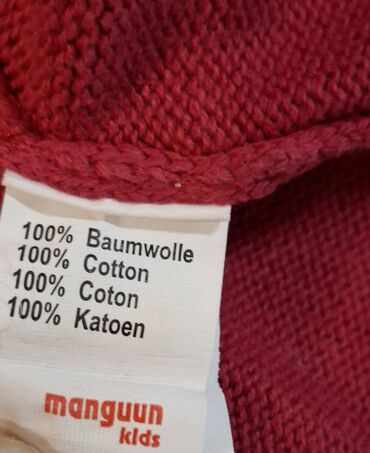 100% Baumwolle
100% Cotton
100% Coton
100% Katoen
manguun
kids